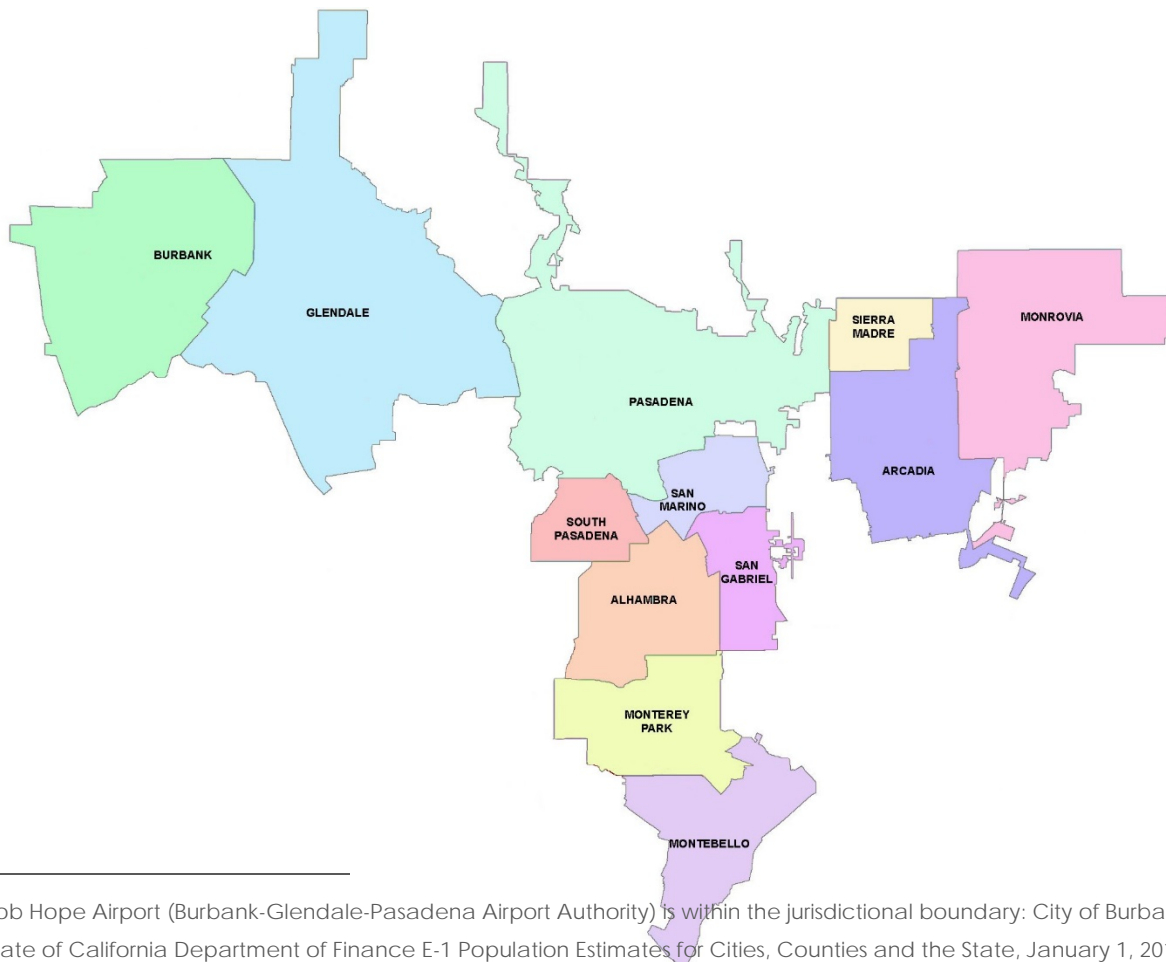 BURBANK
GLENDALE
SIERRA
MADRE
MONROVIA
PASADENA
ARCADIA
SAN
MARINO
SOUTH
PASADENA
SAN
GABRIEL
ALHAMBRA
MONTEREY
PARK
MONTEBELLO
ob Hope Airport (Burbank-Glendale-Pasadena Airport Authority) is within the jurisdictional boundary: City of Burba
ate of California Department of Finance E-1 Population Estimates for Cities, Counties and the State, January 1, 20